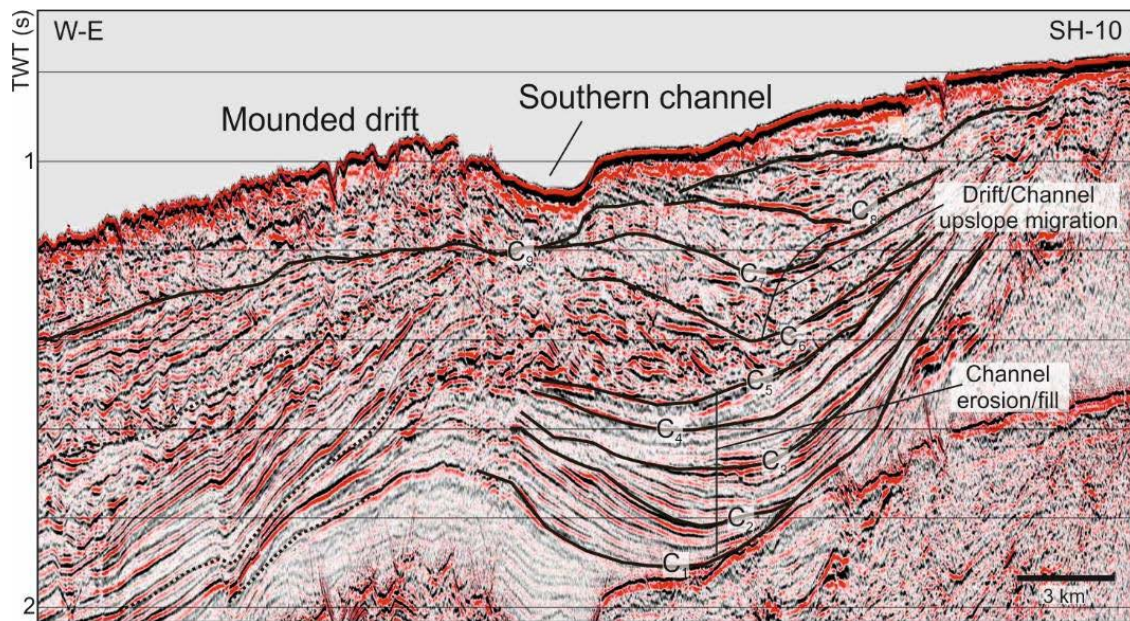 TWT (s)
W-E
SH-10
Southern channel
Mounded drift
1
Drift/Channel
upslope migration
C8
C9
C
C6
C5
Channel
erosion/fill
C4
C3
C2
C1
3 km
2